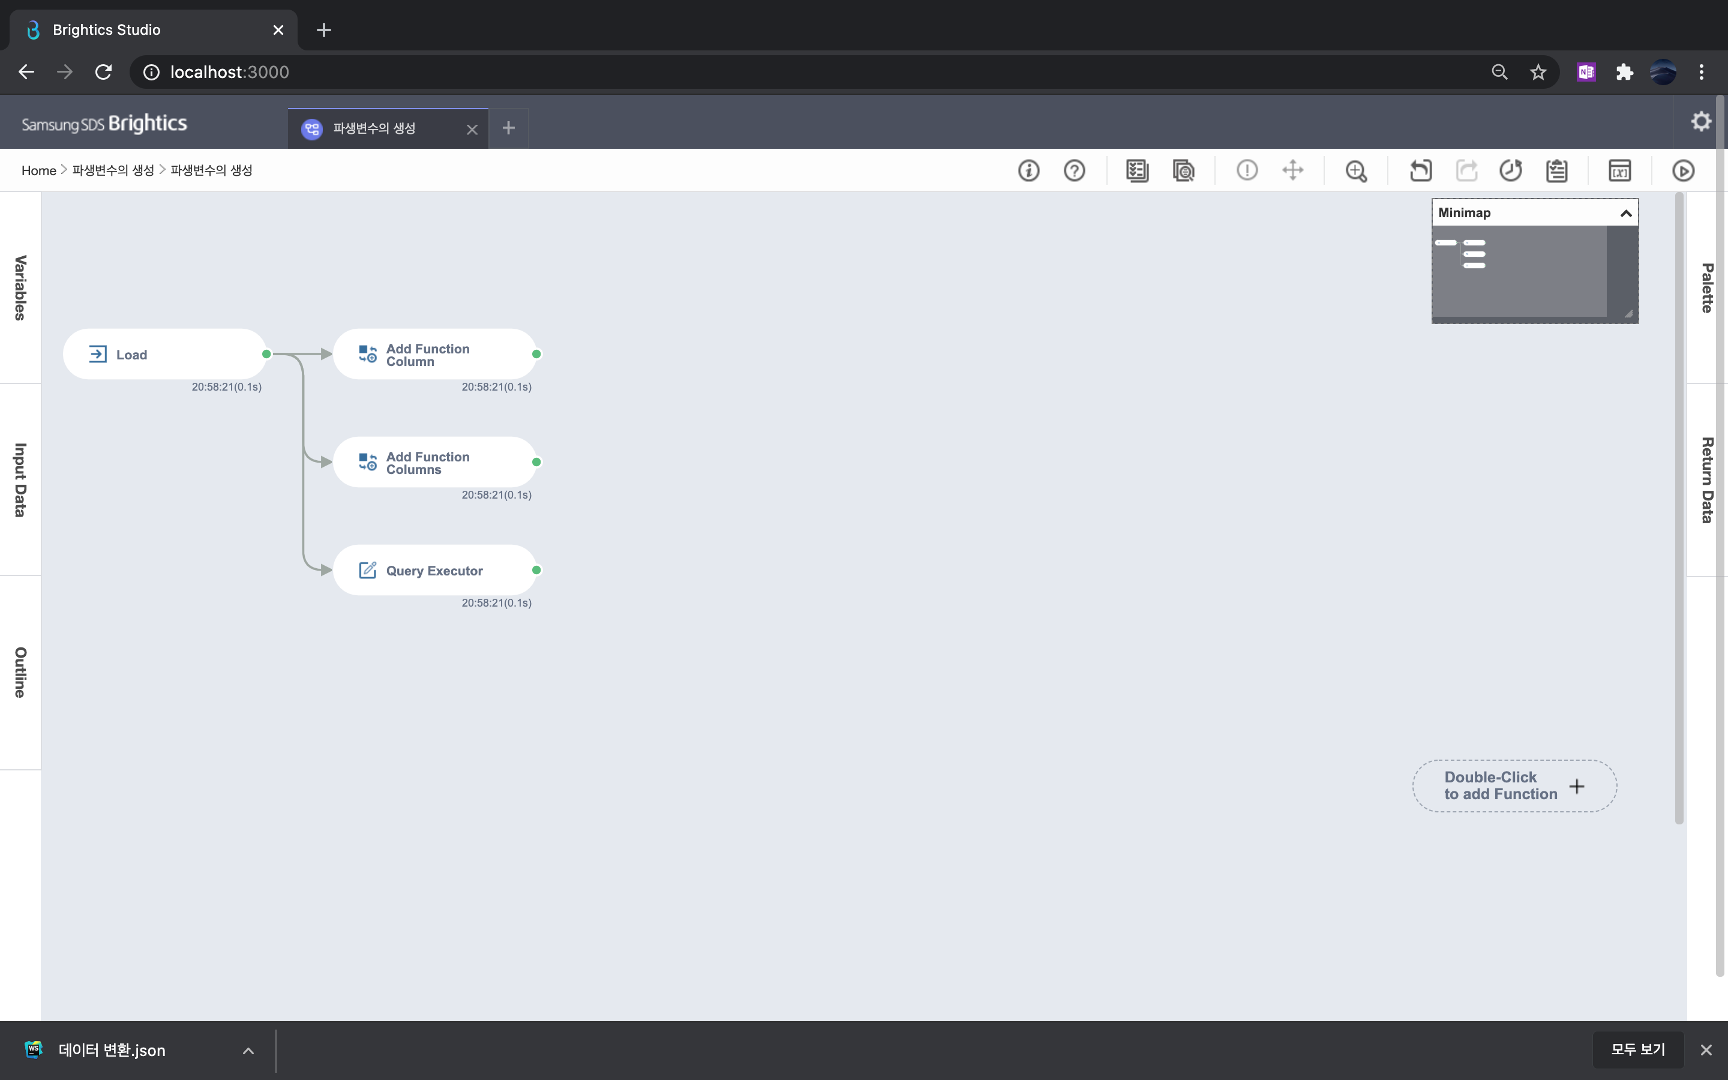 Brightics Studio
localhost:3000
Samsung SDS Brightics
파생변수의 생성
Home > 파생변수의 생성 > 파생변수의 생성
Minimap
Variables
Input Data
Outline
Palette
Return Data
Load
20:58:21(0.1s)
Add Function
Column
20:58:21(0.1s)
Add Function
Columns
20:58:21(0.1s)
Query Executor
20:58:21(0.1s)
Double-Click
to add Function
데이터 변환.json
모두 보기